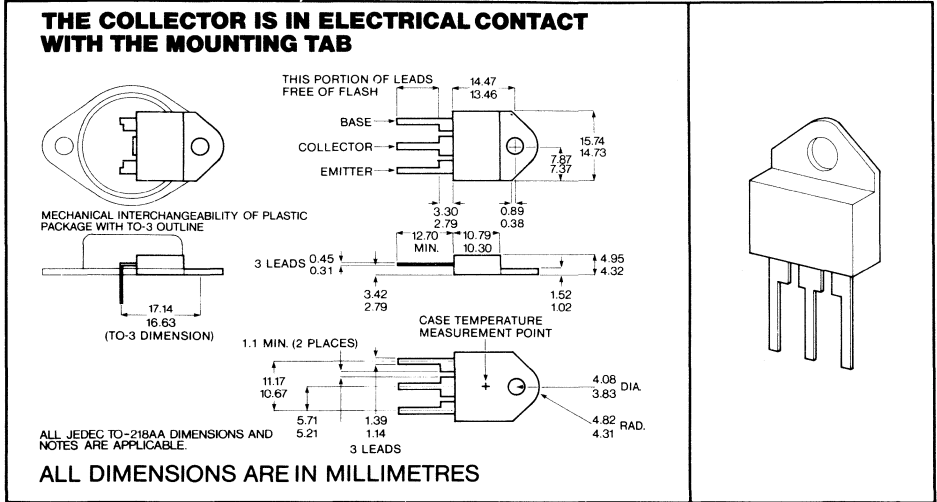 THE COLLECTOR IS IN ELECTRICAL CONTACT
WITH THE MOUNTING TAB
THIS PORTION OF LEADS
FREE OF FLASH
14.47
13.46
BASE
COLLECTOR
EMITTER
15.74
14.73
7.87
7.37
3.30
2.79
0.89
0.38
MECHANICAL INTERCHANGEABILITY OF PLASTIC
PACKAGE WITH TO-3 OUTLINE
12.70
MIN.
10.79
10.30
3 LEADS
0.45
0.31
4.95
4.32
3.42
2.79
1.52
1.02
17.14
16.63
(TO-3 DIMENSION)
CASE TEMPERATURE
MEASUREMENT POINT
1.1 MIN. (2 PLACES)
11.17
10.67
4.08
3.83
DIA.
5.71
5.21
1.39
1.14
3 LEADS
4.82
4.31
RAD.
ALL JEDEC TO-218AA DIMENSIONS AND
NOTES ARE APPLICABLE.
ALL DIMENSIONS ARE IN MILLIMETRES